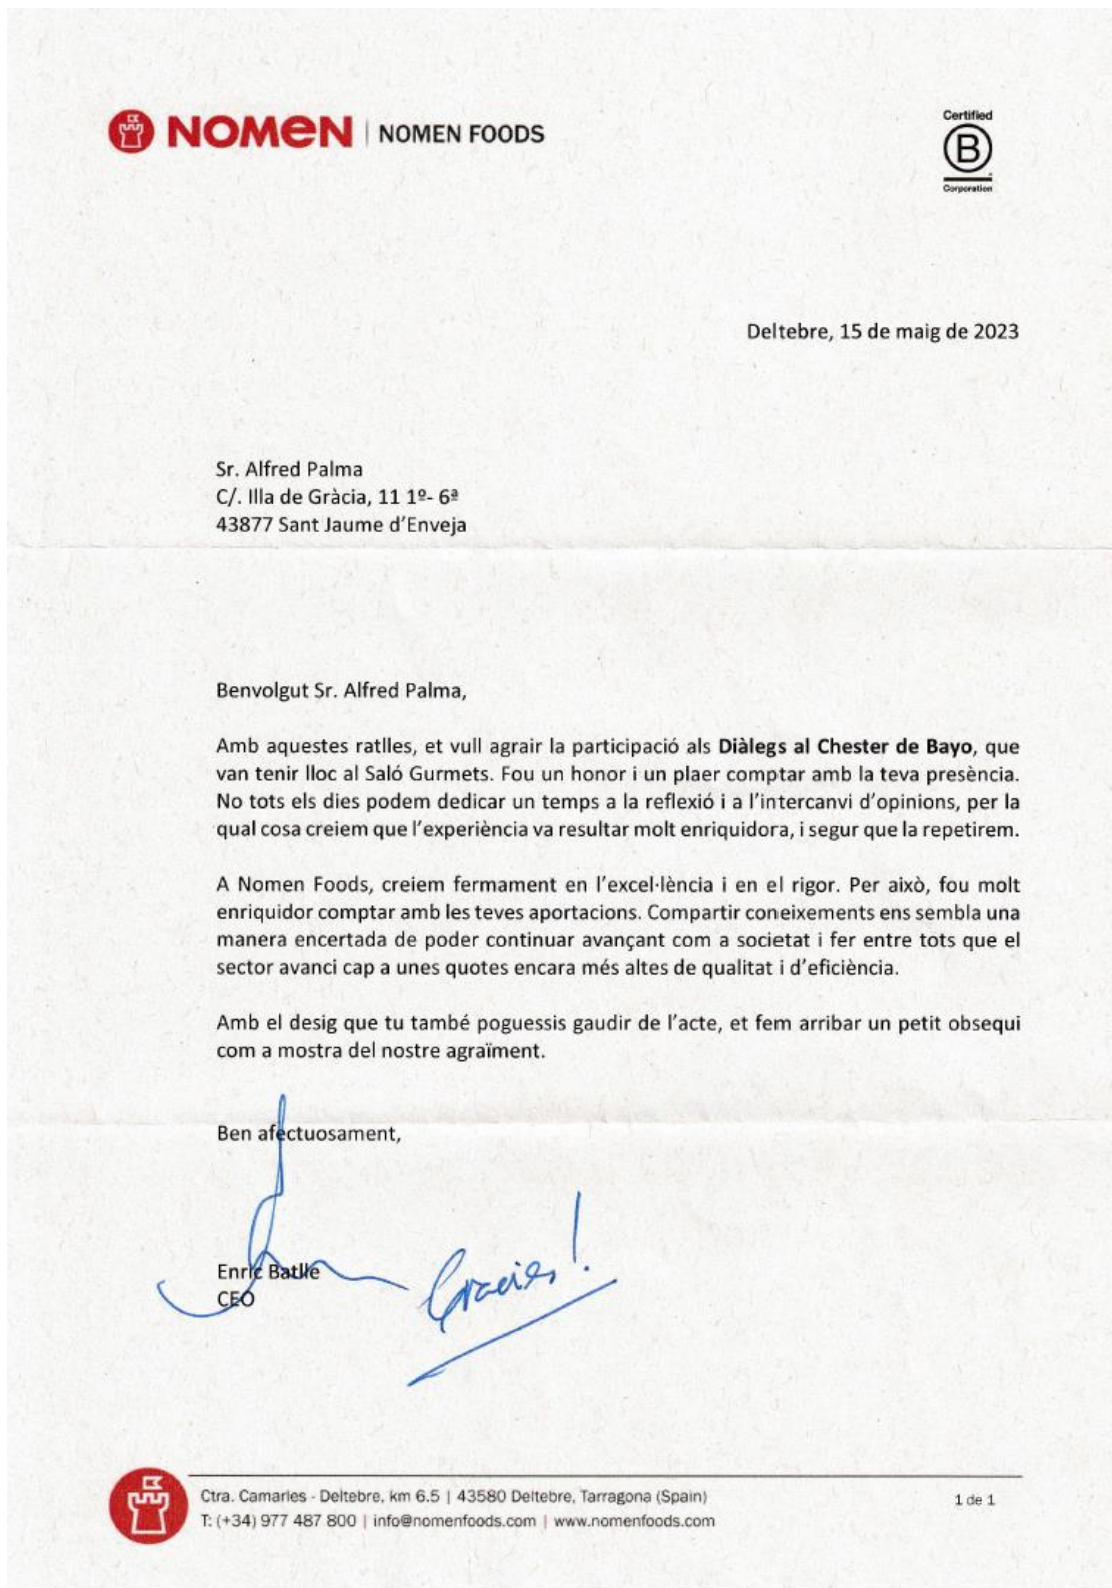 NOMEN | NOMEN FOODS
Certified
B
Corporation
Deltebre, 15 de maig de 2023
Sr. Alfred Palma
C/. Illa de Gràcia, 11 1º- 6ª
43877 Sant Jaume d'Enveja
Benvolgut Sr. Alfred Palma,
Amb aquestes ratlles, et vull agrair la participació als Diàlegs al Chester de Bayo, que
van tenir lloc al Saló Gurmets. Fou un honor i un plaer comptar amb la teva presència.
No tots els dies podem dedicar un temps a la reflexió i a l'intercanvi d'opinions, per la
qual cosa creiem que l'experiència va resultar molt enriquidora, i segur que la repetirem.
A Nomen Foods, creiem fermament en l'excel·lència i en el rigor. Per això, fou molt
enriquidor comptar amb les teves aportacions. Compartir coneixements ens sembla una
manera encertada de poder continuar avançant com a societat i fer entre tots que el
sector avanci cap a unes quotes encara més altes de qualitat i d'eficiència.
Amb el desig que tu també poguessis gaudir de l'acte, et fem arribar un petit obsequi
com a mostra del nostre agraïment.
Ben afectuosament,
Enric Batlle
CEO
Gracies!
Ctra. Camarles - Deltebre, km 6.5 | 43580 Deltebre, Tarragona (Spain)
T: (+34) 977 487 800 | info@nomenfoods.com | www.nomenfoods.com
1 de 1